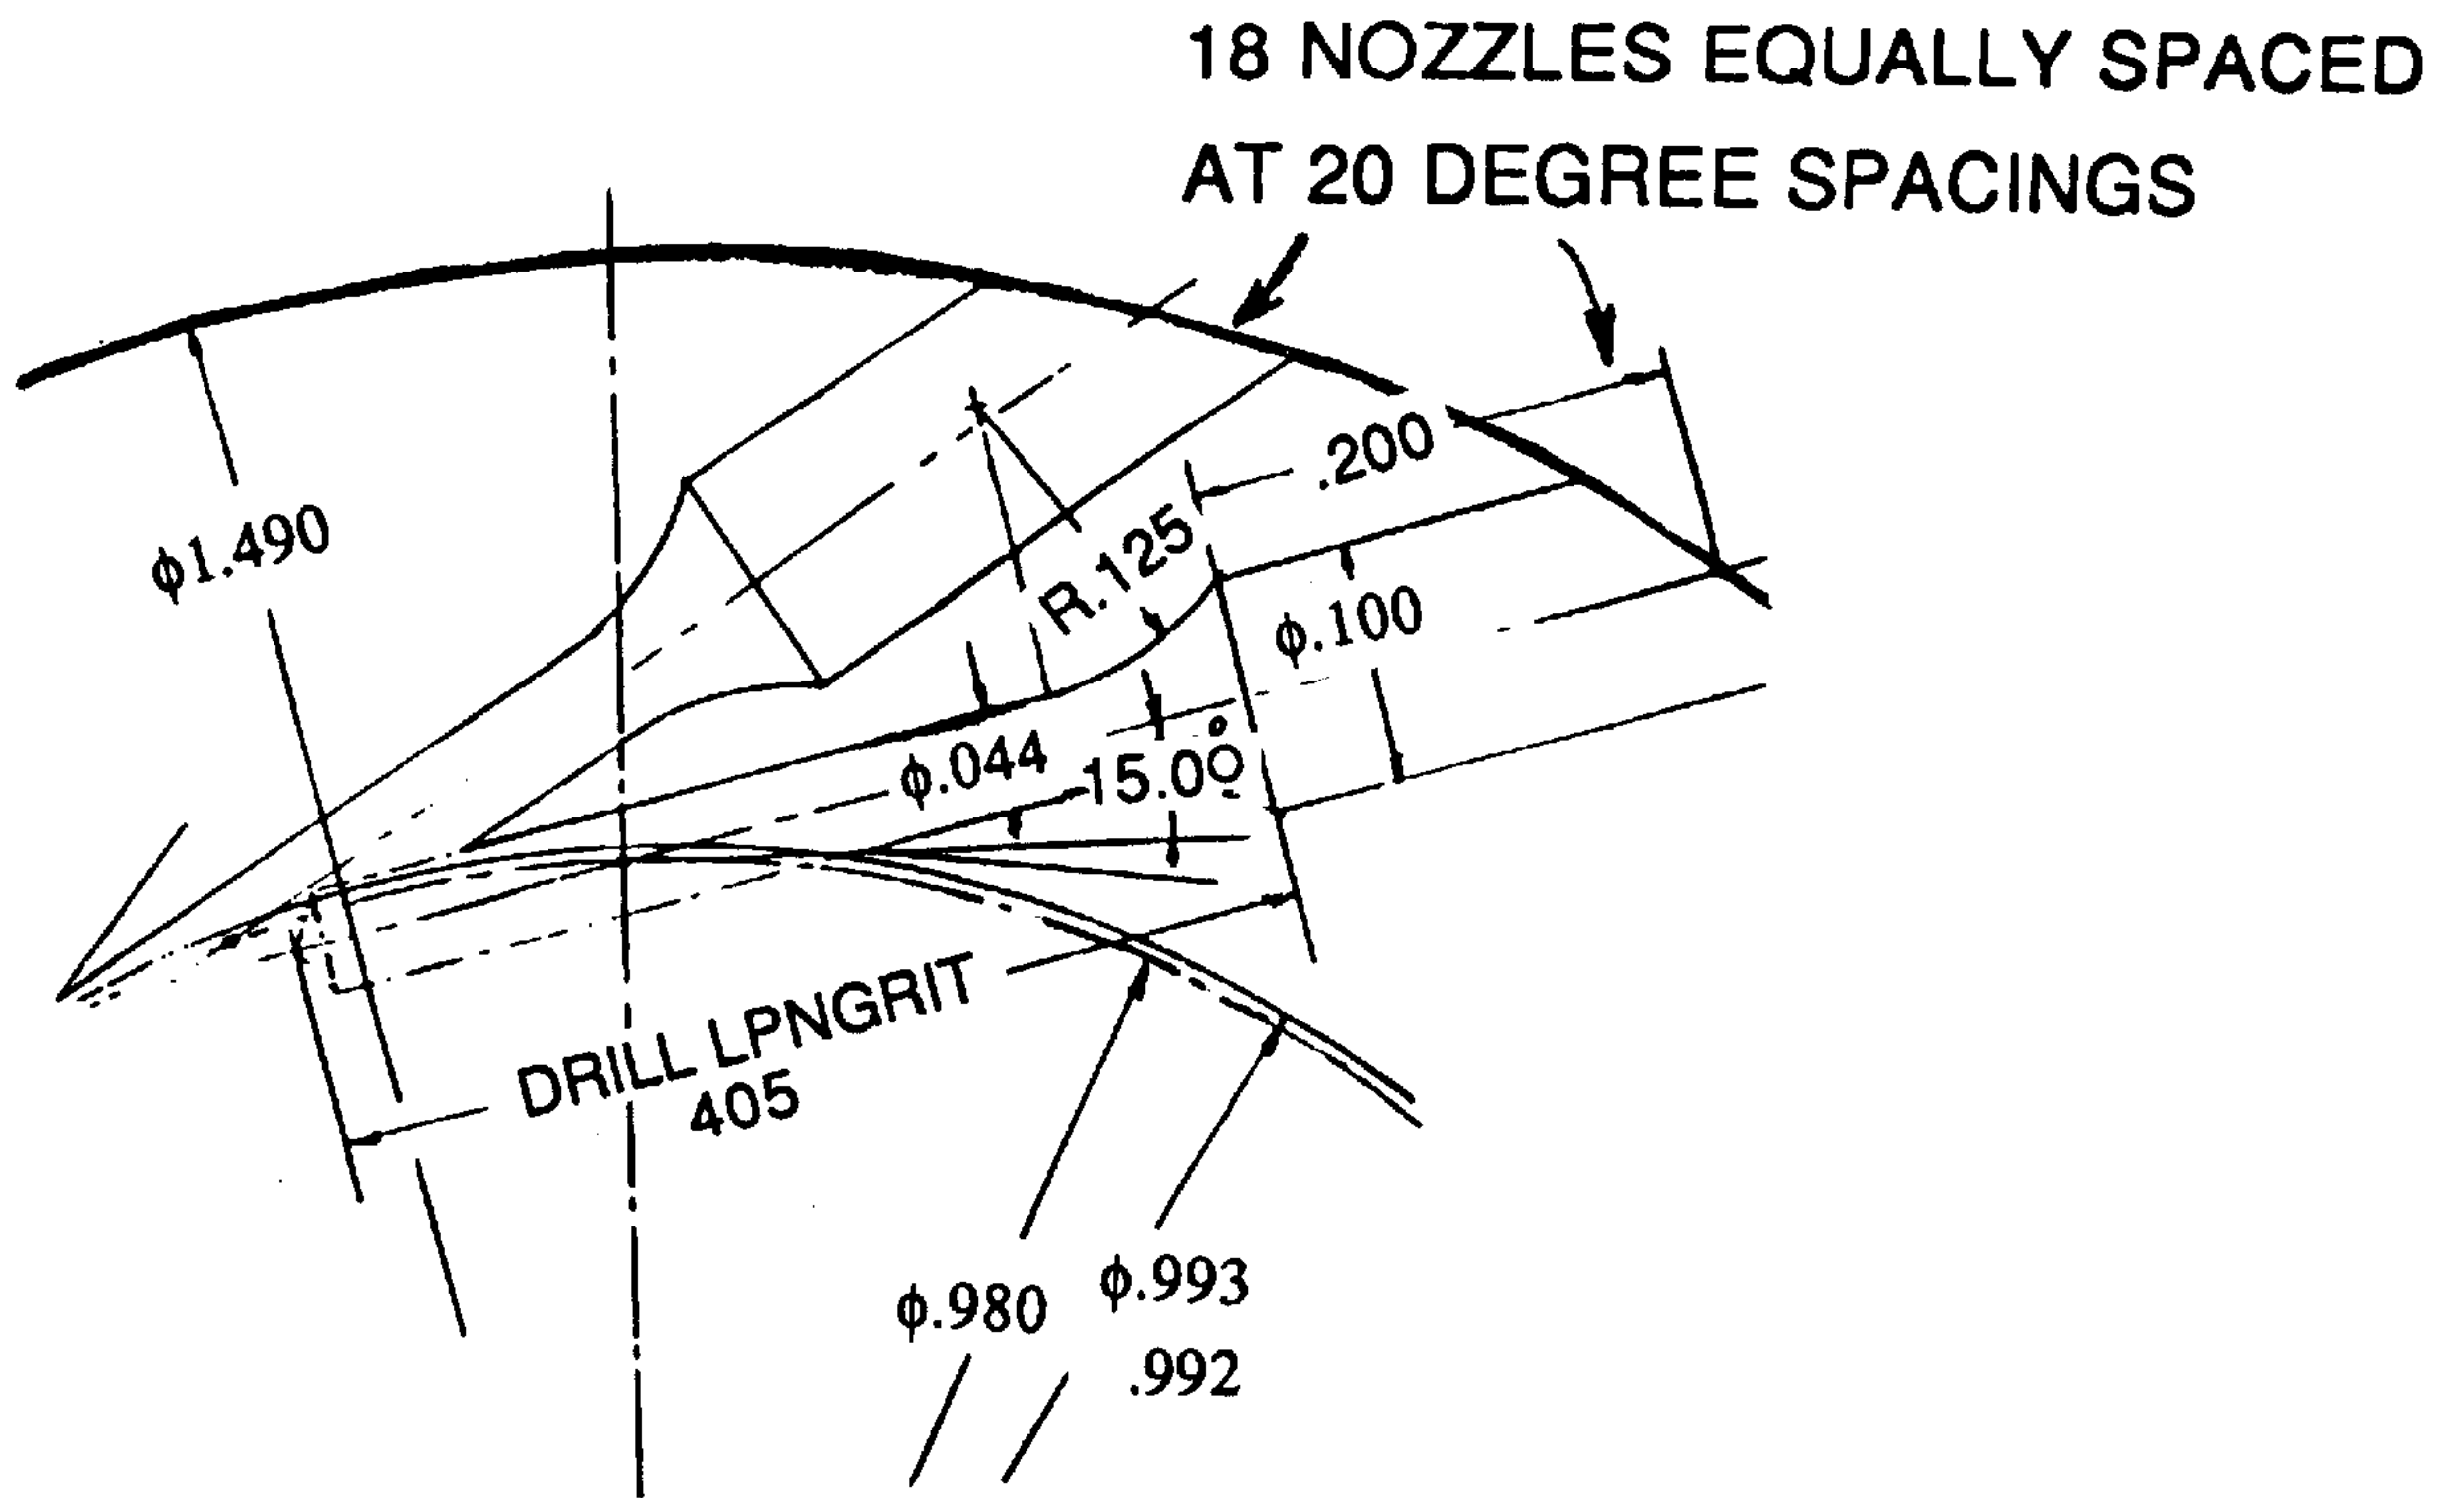 18 NOZZLES EQUALLY SPACED
AT 20 DEGREE SPACINGS
.200
ϕ1.490
R.125
ϕ.100
ϕ.044
15.0°
DRILL LPNGRIT
405
ϕ.980
ϕ.993
.992